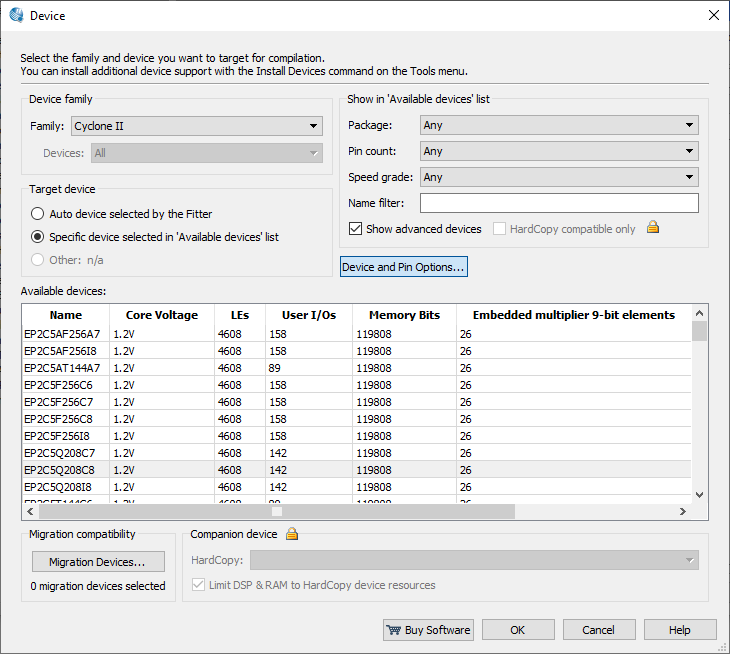 Device
Select the family and device you want to target for compilation.
You can install additional device support with the Install Devices command on the Tools menu.
Device family
Family: Cyclone II
Devices: All
Show in 'Available devices' list
Package: Any
Pin count: Any
Speed grade: Any
Name filter:
Show advanced devices HardCopy compatible only
Target device
Auto device selected by the Fitter
Specific device selected in 'Available devices' list
Other: n/a
Device and Pin Options...
Available devices:
Name Core Voltage LEs User I/Os Memory Bits Embedded multiplier 9-bit elements
EP2C5AF256A7 1.2V 4608 158 119808 26
EP2C5AF256I8 1.2V 4608 158 119808 26
EP2C5AT144A7 1.2V 4608 89 119808 26
EP2C5F256C6 1.2V 4608 158 119808 26
EP2C5F256C7 1.2V 4608 158 119808 26
EP2C5F256C8 1.2V 4608 158 119808 26
EP2C5F256I8 1.2V 4608 158 119808 26
EP2C5Q208C7 1.2V 4608 142 119808 26
EP2C5Q208C8 1.2V 4608 142 119808 26
EP2C5Q208I8 1.2V 4608 142 119808 26
1.2V 4608 119808 26
Migration compatibility
Migration Devices...
0 migration devices selected
Companion device
HardCopy:
Limit DSP & RAM to HardCopy device resources
Buy Software OK Cancel Help